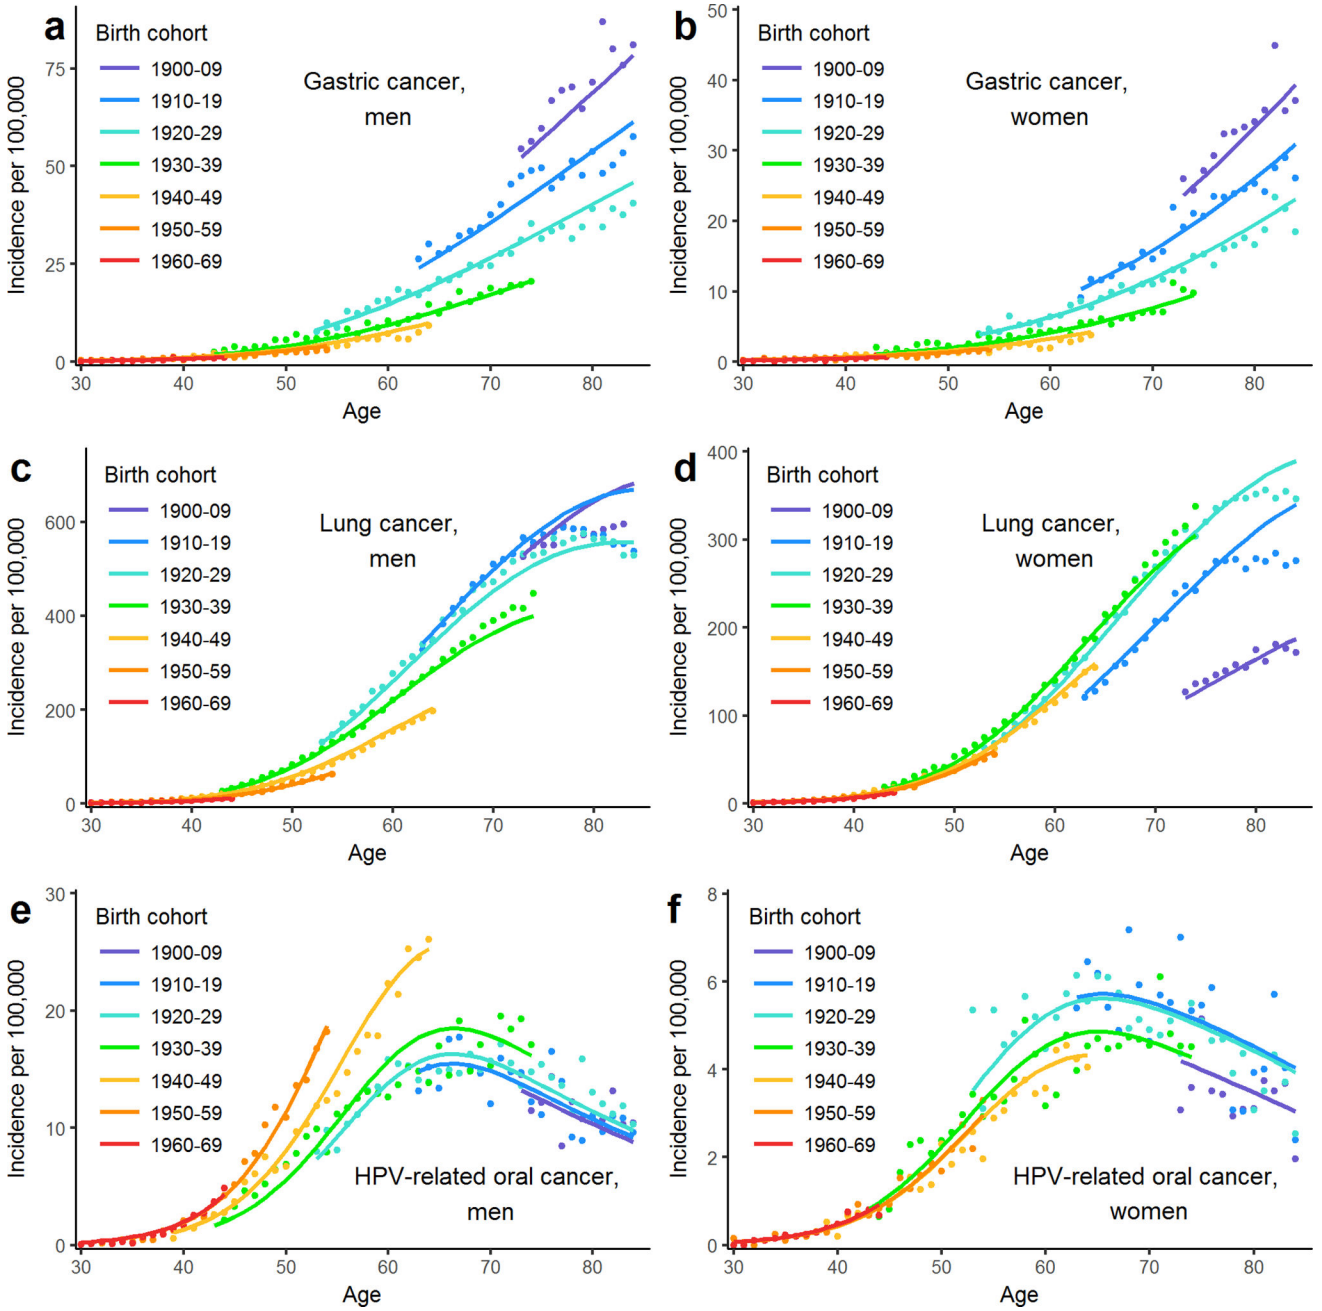 a
Birth cohort
1900-09
1910-19
1920-29
1930-39
1940-49
1950-59
1960-69
Gastric cancer,
men
Incidence per 100,000
75
50
25
0
30 40 50 60 70 80
Age
b
Birth cohort
1900-09
1910-19
1920-29
1930-39
1940-49
1950-59
1960-69
Gastric cancer,
women
Incidence per 100,000
50
40
30
20
10
0
30 40 50 60 70 80
Age
c
Birth cohort
1900-09
1910-19
1920-29
1930-39
1940-49
1950-59
1960-69
Lung cancer,
men
Incidence per 100,000
600
400
200
0
30 40 50 60 70 80
Age
d
Birth cohort
1900-09
1910-19
1920-29
1930-39
1940-49
1950-59
1960-69
Lung cancer,
women
Incidence per 100,000
400
300
200
100
0
30 40 50 60 70 80
Age
e
Birth cohort
1900-09
1910-19
1920-29
1930-39
1940-49
1950-59
1960-69
HPV-related oral cancer,
men
Incidence per 100,000
30
20
10
0
30 40 50 60 70 80
Age
f
Birth cohort
1900-09
1910-19
1920-29
1930-39
1940-49
1950-59
1960-69
HPV-related oral cancer,
women
Incidence per 100,000
8
6
4
2
0
30 40 50 60 70 80
Age